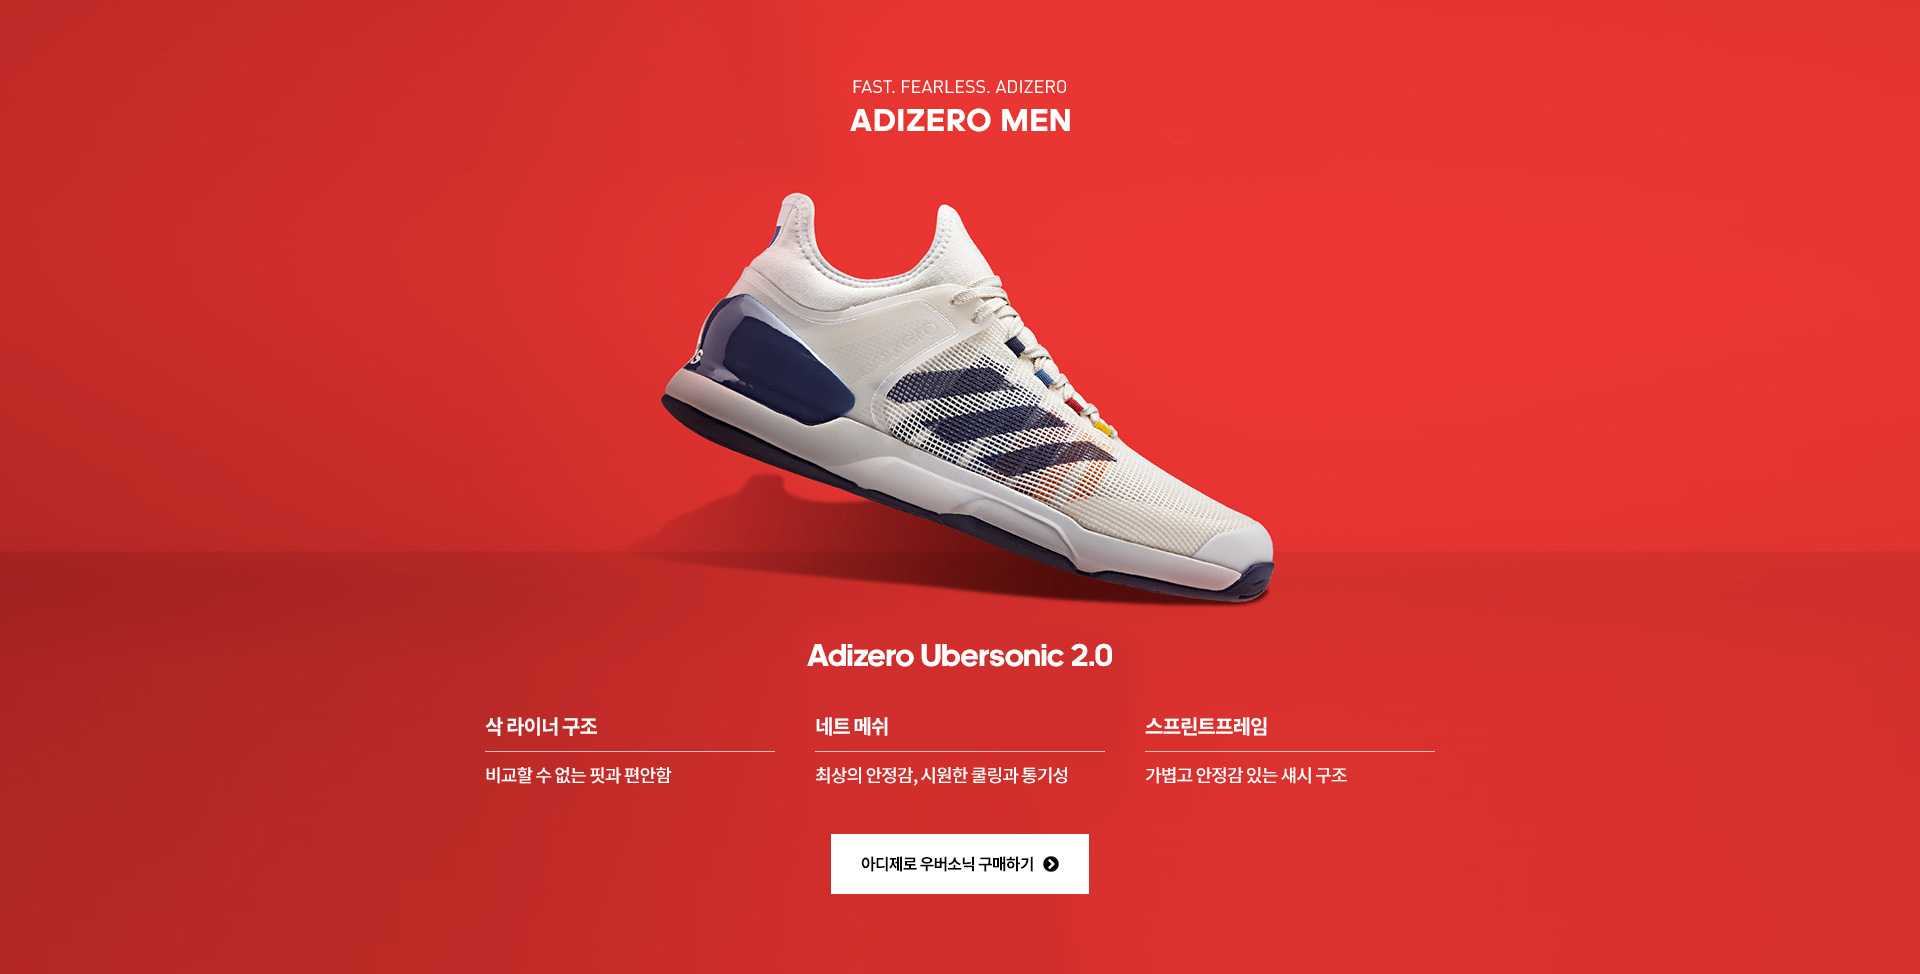 FAST. FEARLESS. ADIZERO
ADIZERO MEN
adizero
Adizero Ubersonic 2.0
삭 라이너 구조
비교할 수 없는 핏과 편안함
네트 메쉬
최상의 안정감, 시원한 쿨링과 통기성
스프린트프레임
가볍고 안정감 있는 섀시 구조
아디제로 우버소닉 구매하기